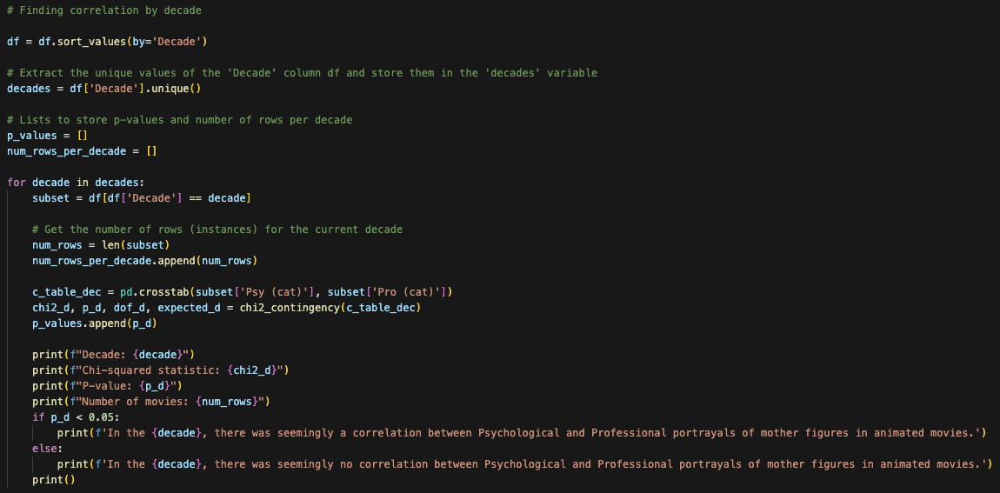 # Finding correlation by decade
df = df.sort_values(by='Decade')
# Extract the unique values of the 'Decade' column df and store them in the 'decades' variable
decades = df['Decade'].unique()
# Lists to store p-values and number of rows per decade
p_values = []
num_rows_per_decade = []
for decade in decades:
    subset = df[df['Decade'] == decade]
    # Get the number of rows (instances) for the current decade
    num_rows = len(subset)
    num_rows_per_decade.append(num_rows)
    c_table_dec = pd.crosstab(subset['Psy (cat)'], subset['Pro (cat)'])
    chi2_d, p_d, dof_d, expected_d = chi2_contingency(c_table_dec)
    p_values.append(p_d)
    print(f"Decade: {decade}")
    print(f"Chi-squared statistic: {chi2_d}")
    print(f"P-value: {p_d}")
    print(f"Number of movies: {num_rows}")
    if p_d < 0.05:
        print(f'In the {decade}, there was seemingly a correlation between Psychological and Professional portrayals of mother figures in animated movies.')
    else:
        print(f'In the {decade}, there was seemingly no correlation between Psychological and Professional portrayals of mother figures in animated movies.')
    print()